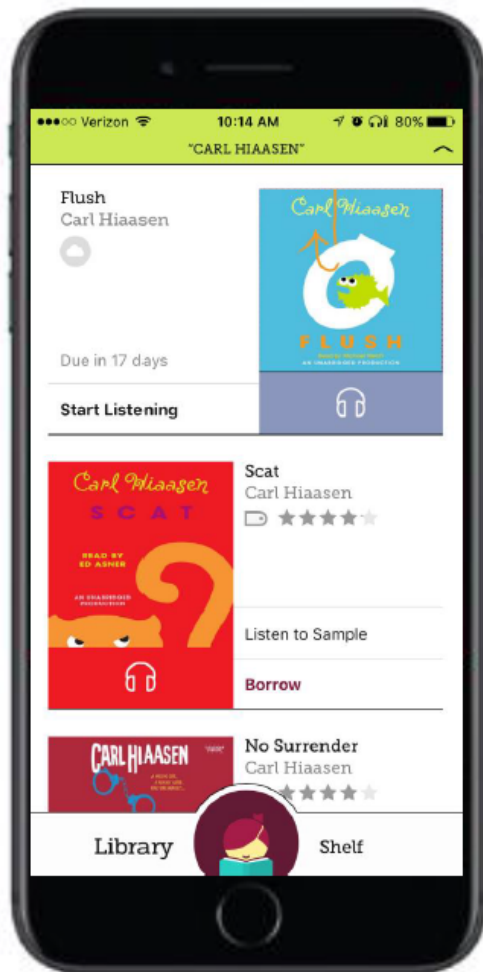 Verizon 10:14 AM 80%
"CARL HIAASEN"
Flush
Carl Hiaasen
Due in 17 days
Start Listening
Carl Hiaasen
FLUSH
AN UNABRIDGED PRODUCTION
Carl Hiaasen
SCAT
READ BY
ED ASNER
AN UNABRIDGED
PRODUCTION
Scat
Carl Hiaasen
Listen to Sample
Borrow
CARL HIAASEN
No Surrender
Carl Hiaasen
Library
Shelf